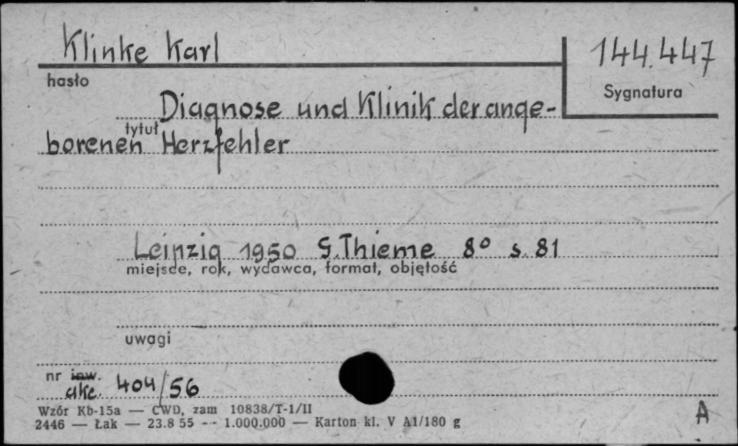 Klinke Karl
144.447
hasło
Sygnatura
Diagnose und Klinik der ange-
tytuł
borenen Herzfehler
Leipzig 1950 G. Thieme 8° s. 81
miejsce, rok, wydawca, format, objętość
uwagi
nr inw.
akc. 404/56
Wzór Kb-15a — CWD, zam 10838/T-1/II
2446 — Łak — 23.8 55 -- 1.000.000 — Karton kl. V A1/180 g
A